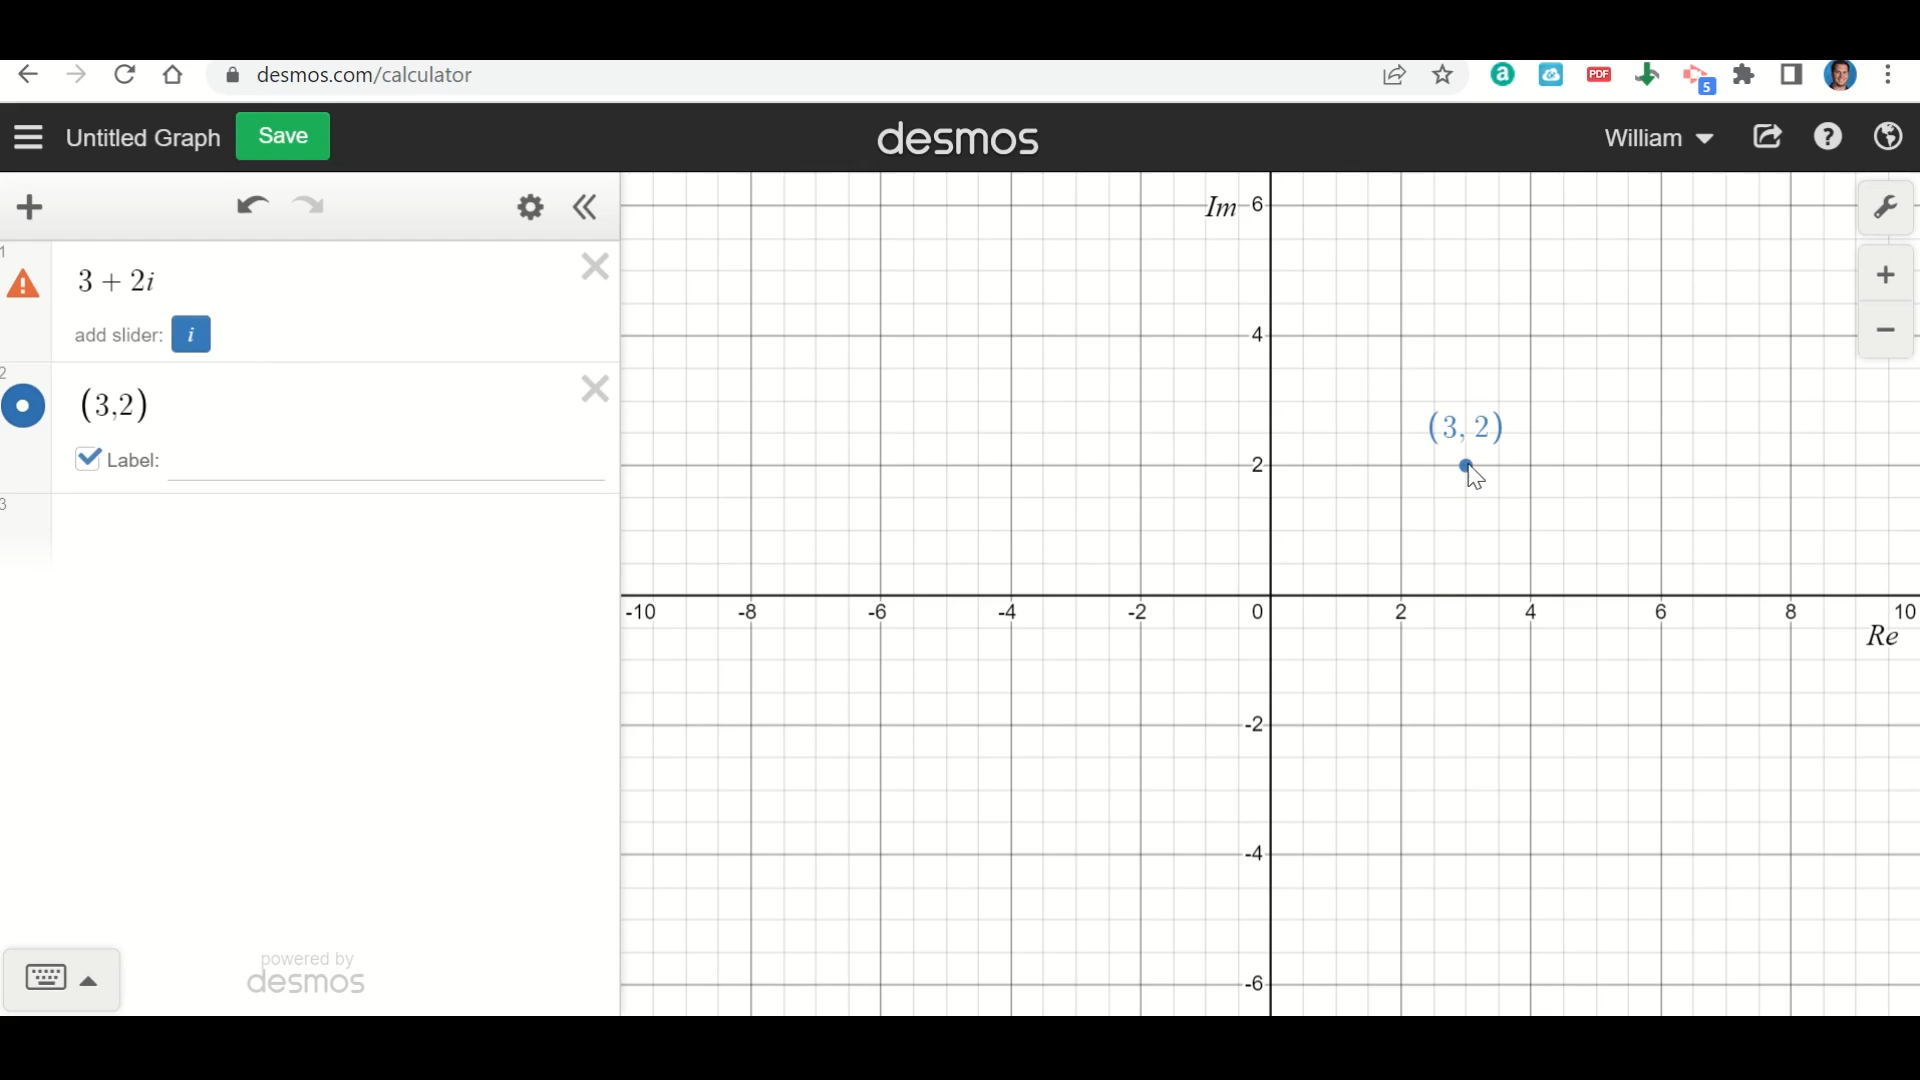 desmos.com/calculator
a
PDF
5
Untitled Graph
Save
desmos
William
?
1
3 + 2i
add slider: i
2
(3,2)
Label:
3
powered by
desmos
Im
6
4
(3, 2)
2
-10
-8
-6
-4
-2
0
2
4
6
8
10
Re
-2
-4
-6